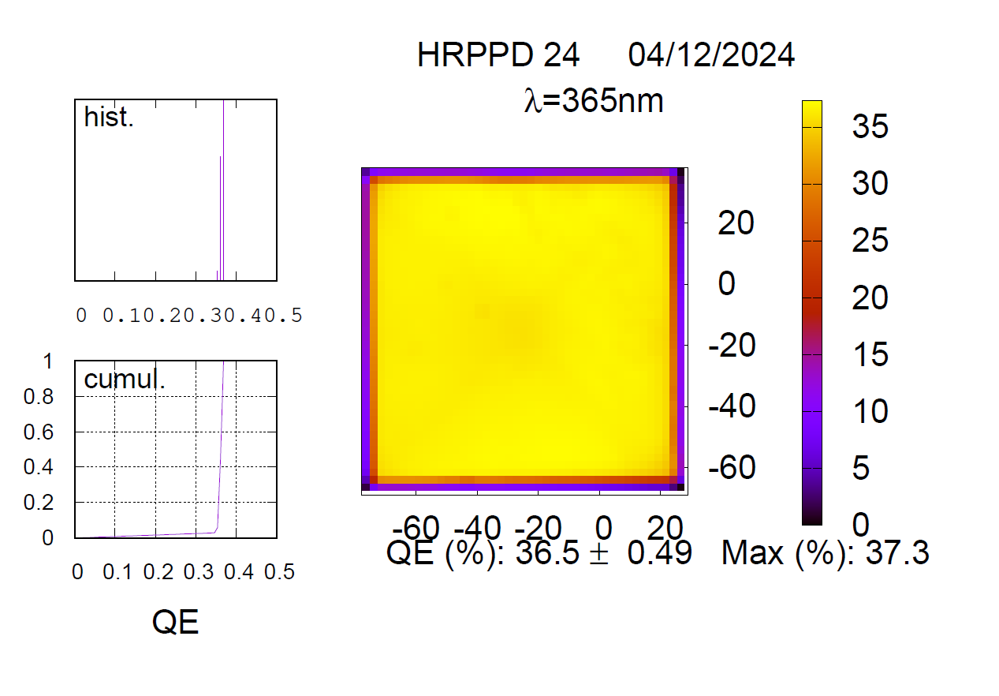 HRPPD 24 04/12/2024
λ=365nm
hist.
0 0.10.20.30.40.5
cumul.
1
0.8
0.6
0.4
0.2
0
0 0.1 0.2 0.3 0.4 0.5
QE
20
0
-20
-40
-60
-60 -40 -20 0 20
35
30
25
20
15
10
5
0
QE (%): 36.5 ± 0.49 Max (%): 37.3